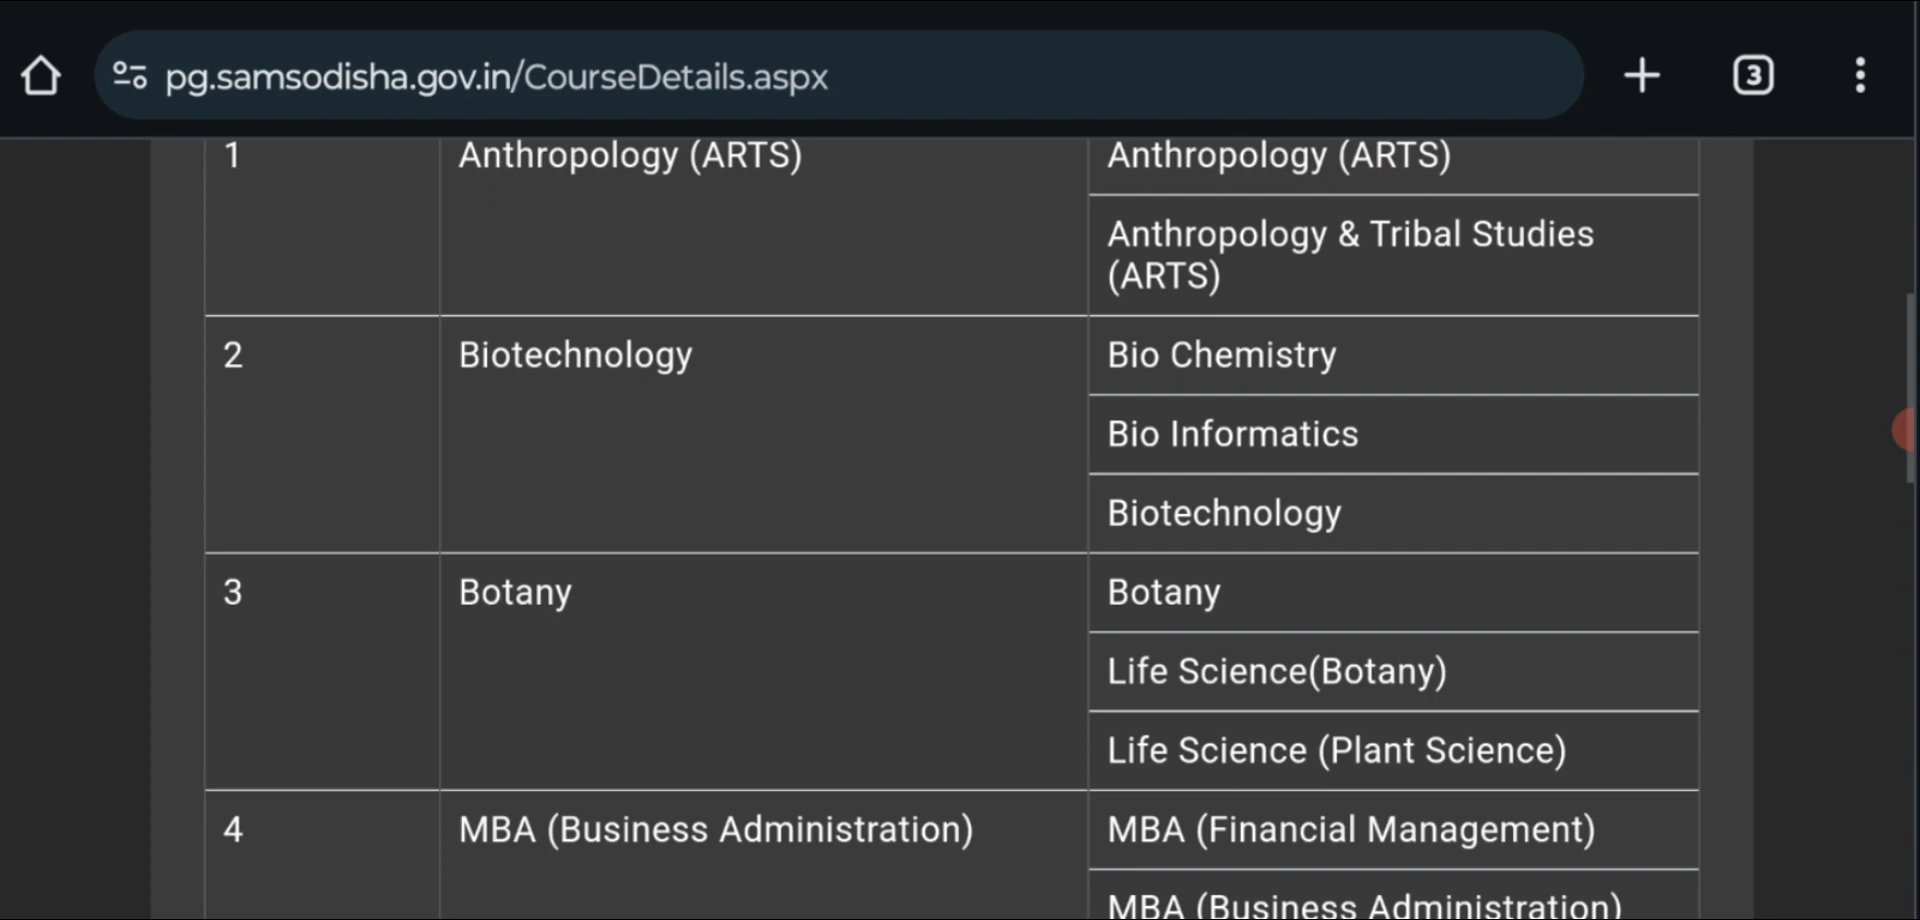 pg.samsodisha.gov.in/CourseDetails.aspx
3
1 Anthropology (ARTS) Anthropology (ARTS)
Anthropology & Tribal Studies
(ARTS)
2 Biotechnology Bio Chemistry
Bio Informatics
Biotechnology
3 Botany Botany
Life Science(Botany)
Life Science (Plant Science)
4 MBA (Business Administration) MBA (Financial Management)
MBA (Business Administration)